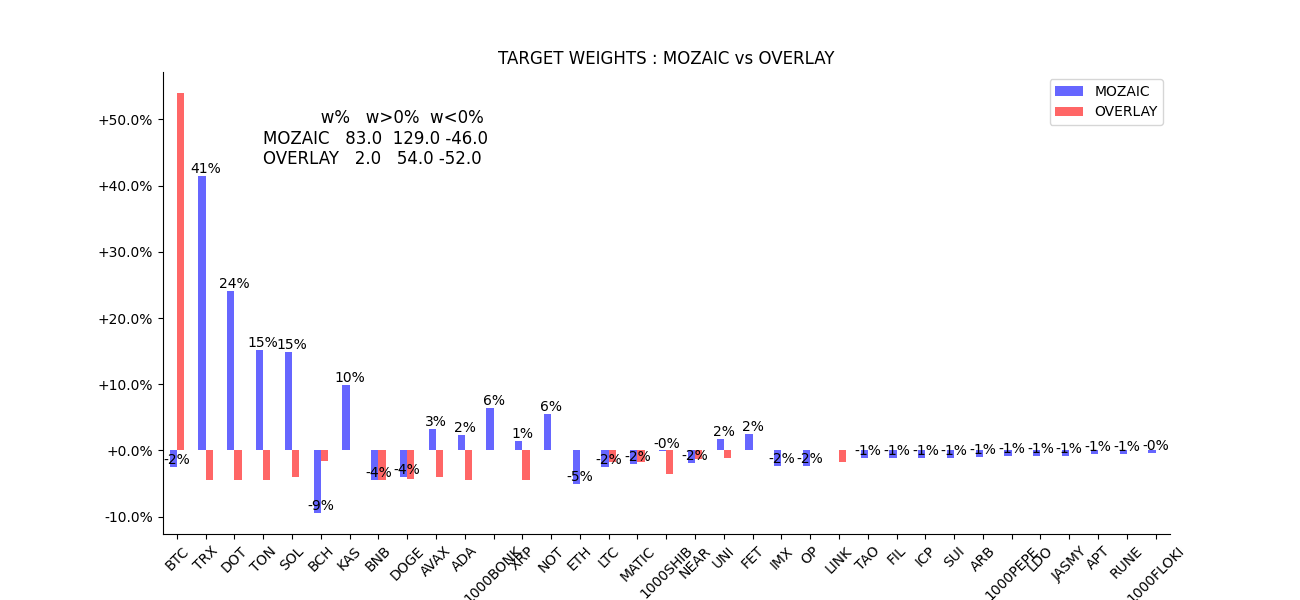 TARGET WEIGHTS : MOZAIC vs OVERLAY
MOZAIC
OVERLAY
w% w>0% w<0%
MOZAIC 83.0 129.0 -46.0
OVERLAY 2.0 54.0 -52.0
+50.0%
+40.0%
+30.0%
+20.0%
+10.0%
+0.0%
-10.0%
-2%
41%
24%
15%
15%
-9%
10%
-4%
-4%
3%
2%
6%
1%
6%
-5%
-2%
-2%
-0%
-2%
2%
2%
-2%
-2%
-1%
-1%
-1%
-1%
-1%
-1%
-1%
-1%
-1%
-1%
-0%
BTC
TRX
DOT
TON
SOL
BCH
KAS
BNB
DOGE
AVAX
ADA
1000BONK
XRP
NOT
ETH
LTC
MATIC
1000SHIB
NEAR
UNI
FET
IMX
OP
LINK
TAO
FIL
ICP
SUI
ARB
1000PEPE
LDO
JASMY
APT
RUNE
1000FLOKI